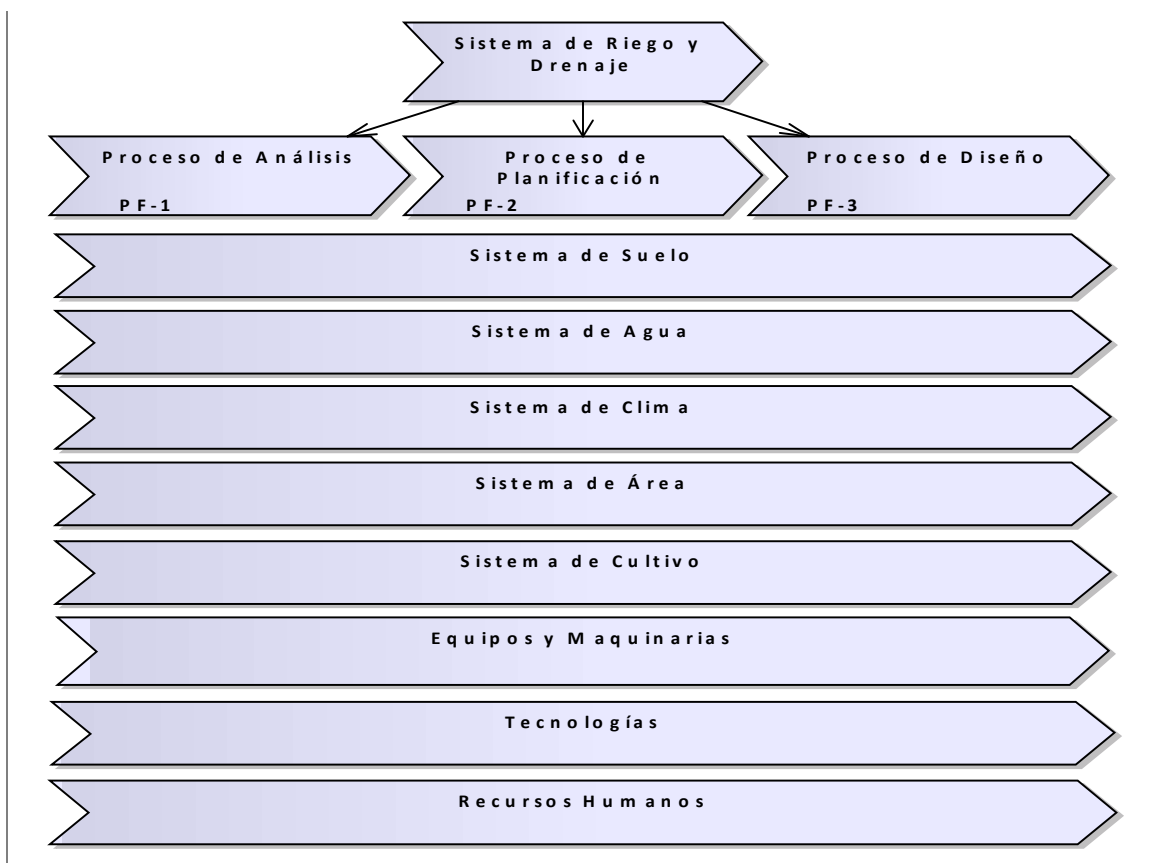 Sistema de Riego y
Drenaje
Proceso de Análisis
PF-1
Proceso de
Planificación
PF-2
Proceso de Diseño
PF-3
Sistema de Suelo
Sistema de Agua
Sistema de Clima
Sistema de Área
Sistema de Cultivo
Equipos y Maquinarias
Tecnologías
Recursos Humanos